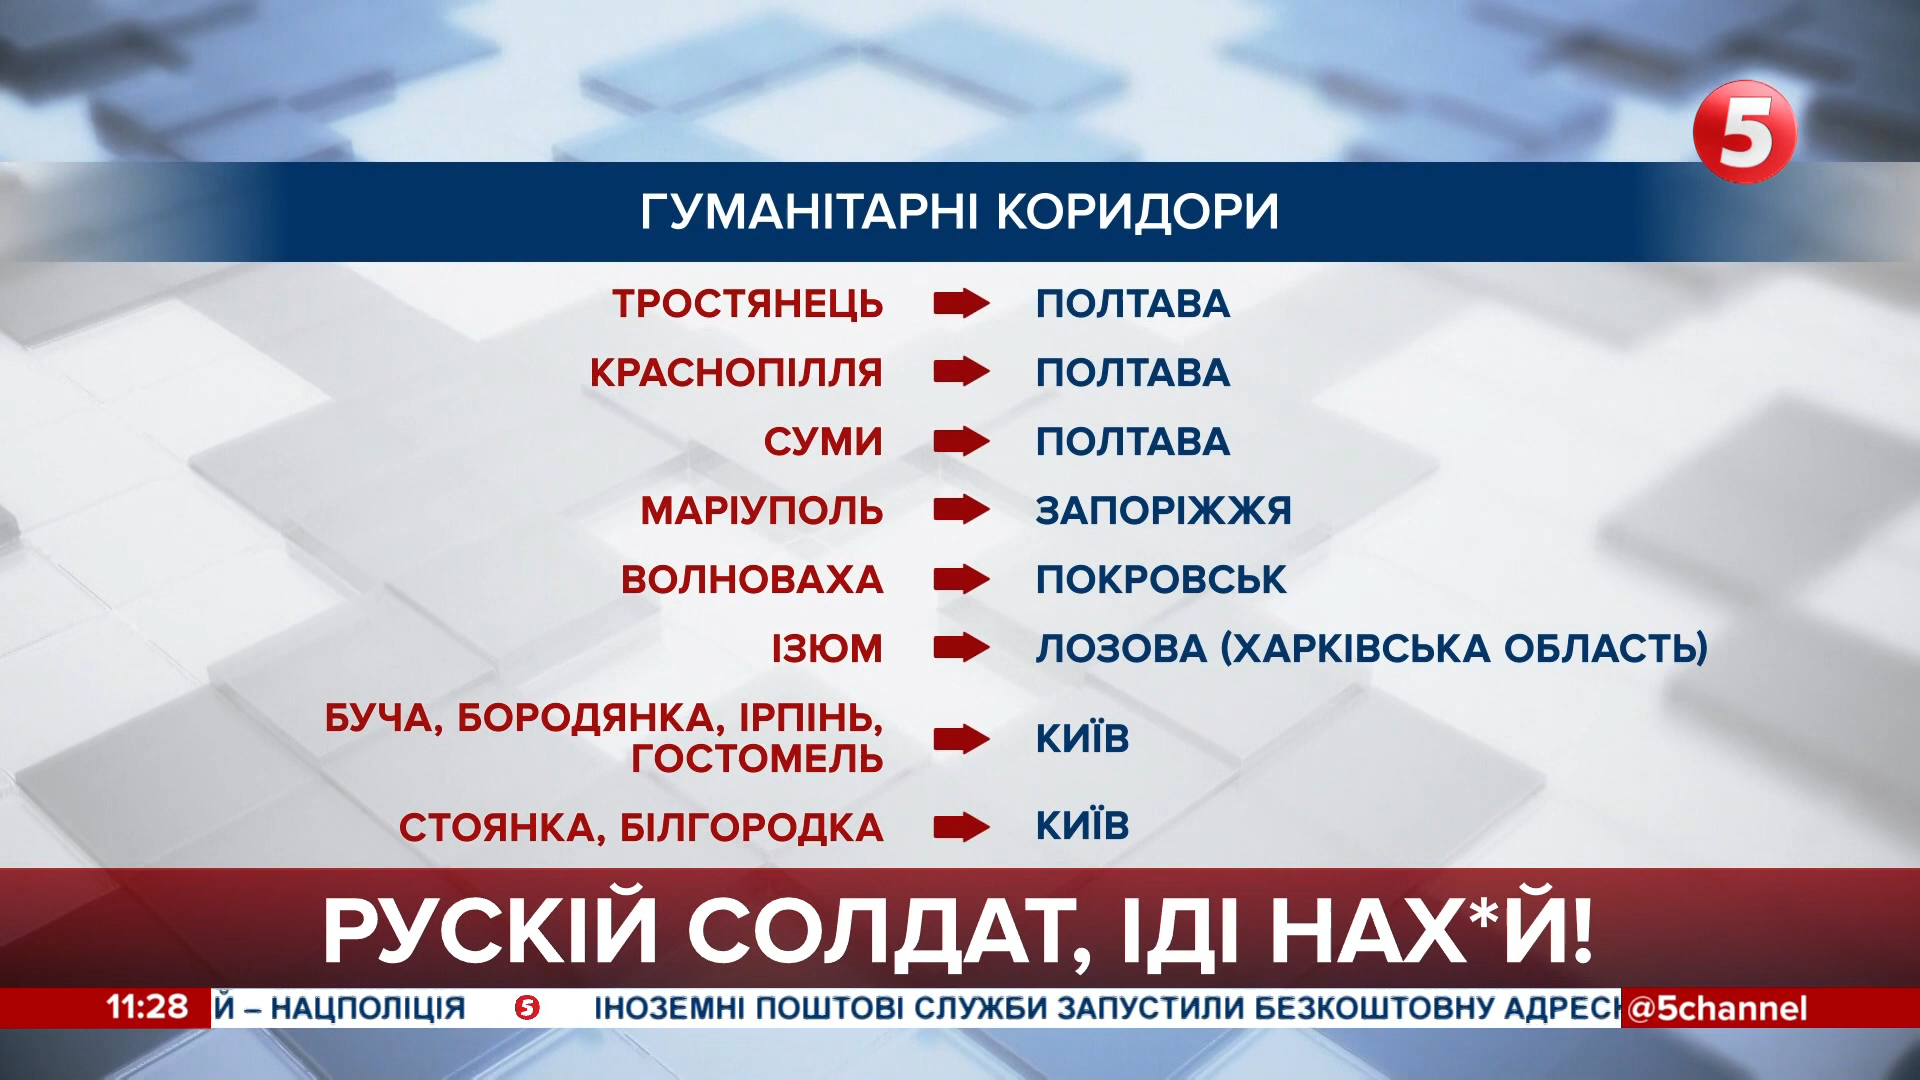 5
ГУМАНІТАРНІ КОРИДОРИ
ТРОСТЯНЕЦЬ ПОЛТАВА
КРАСНОПІЛЛЯ ПОЛТАВА
СУМИ ПОЛТАВА
МАРІУПОЛЬ ЗАПОРІЖЖЯ
ВОЛНОВАХА ПОКРОВСЬК
ІЗЮМ ЛОЗОВА (ХАРКІВСЬКА ОБЛАСТЬ)
БУЧА, БОРОДЯНКА, ІРПІНЬ,
ГОСТОМЕЛЬ КИЇВ
СТОЯНКА, БІЛГОРОДКА КИЇВ
РУСКІЙ СОЛДАТ, ІДІ НАХ*Й!
11:28 Й – НАЦПОЛІЦІЯ 5 ІНОЗЕМНІ ПОШТОВІ СЛУЖБИ ЗАПУСТИЛИ БЕЗКОШТОВНУ @5channel